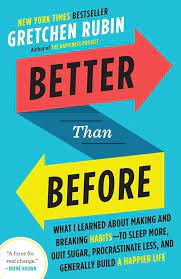 NEW YORK TIMES BESTSELLER
GRETCHEN RUBIN
Author of THE HAPPINESS PROJECT
BETTER
Than
BEFORE
WHAT I LEARNED ABOUT MAKING AND
BREAKING HABITS—TO SLEEP MORE,
QUIT SUGAR, PROCRASTINATE LESS, AND
GENERALLY BUILD A HAPPIER LIFE
"A force for
real change."
—BRENÉ BROWN